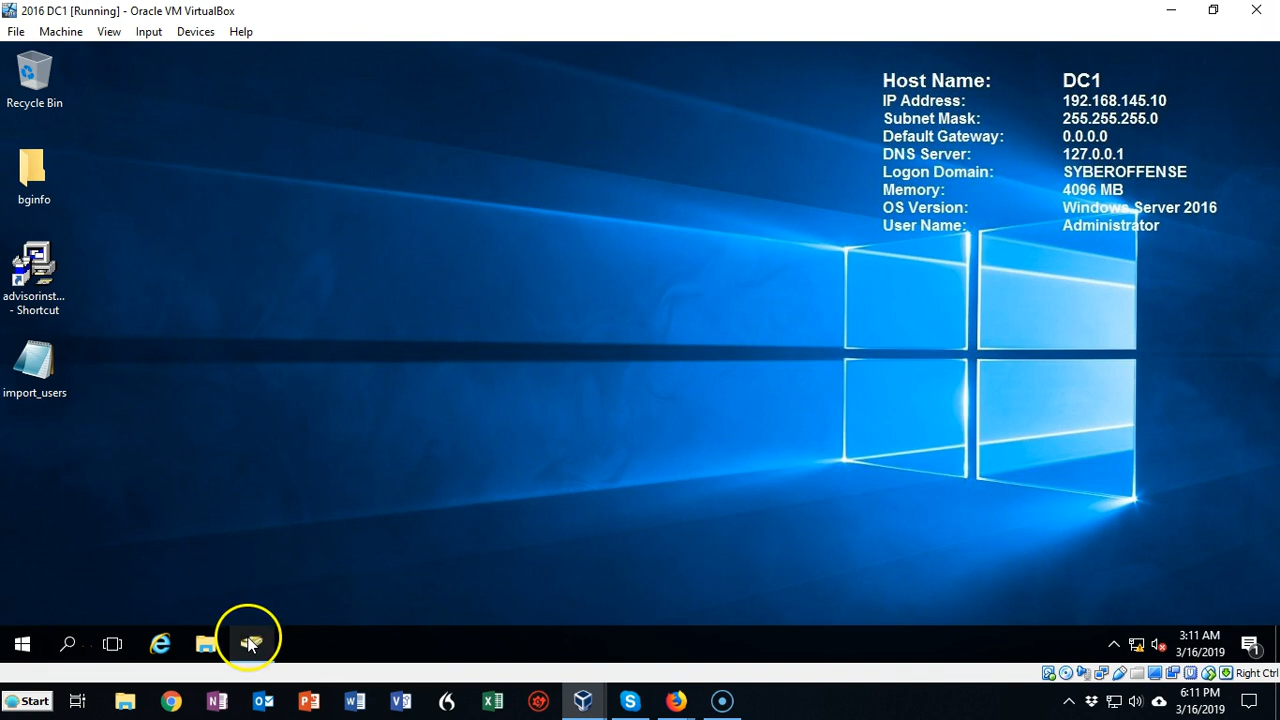 2016 DC1 [Running] - Oracle VM VirtualBox
File Machine View Input Devices Help
Recycle Bin
bginfo
advisorinst...
- Shortcut
import_users
Host Name: DC1
IP Address: 192.168.145.10
Subnet Mask: 255.255.255.0
Default Gateway: 0.0.0.0
DNS Server: 127.0.0.1
Logon Domain: SYBEROFFENSE
Memory: 4096 MB
OS Version: Windows Server 2016
User Name: Administrator
3:11 AM
3/16/2019
1
Right Ctrl
Start
6:11 PM
3/16/2019